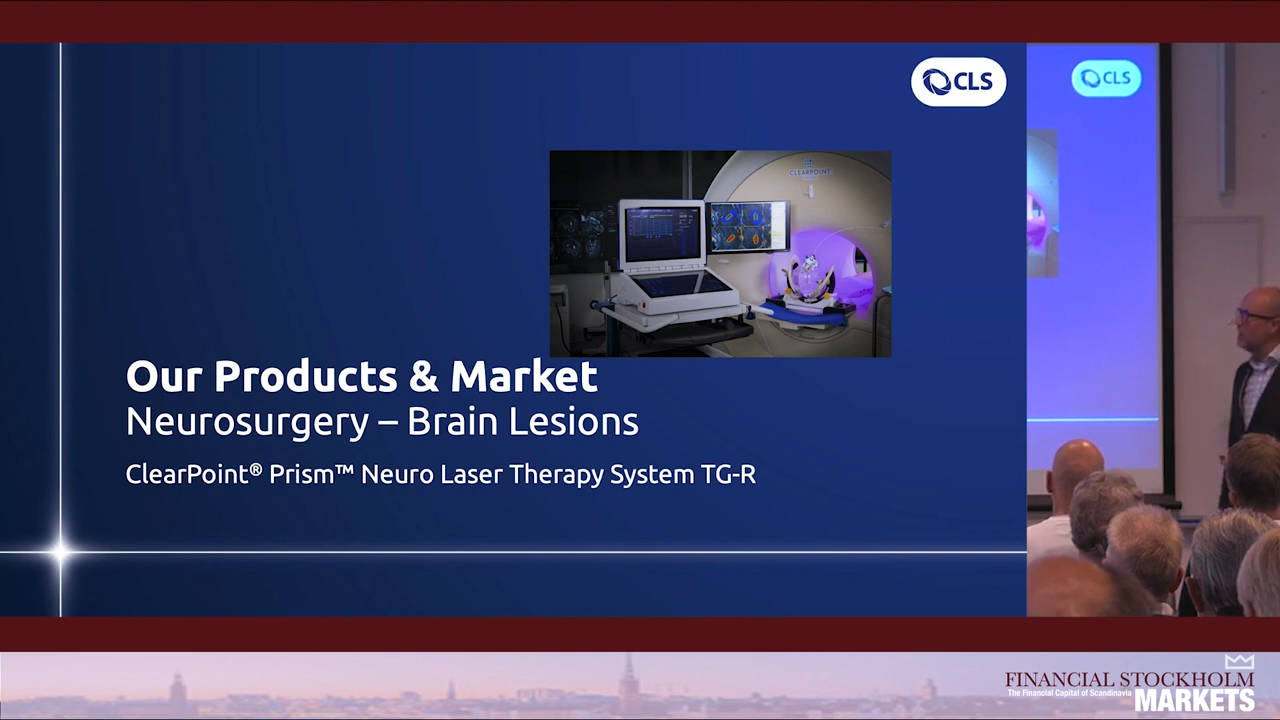 CLS
CLS
CLEARPOINT
Our Products & Market
Neurosurgery – Brain Lesions
ClearPoint® Prism™ Neuro Laser Therapy System TG-R
FINANCIAL STOCKHOLM
The Financial Capital of Scandinavia
MARKETS